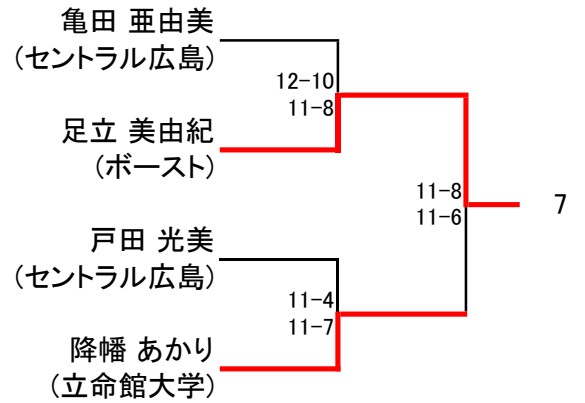 亀田 亜由美
(セントラル広島)
12-10
11-8
足立 美由紀
(ボースト)
11-8
11-6
7
戸田 光美
(セントラル広島)
11-4
11-7
降幡 あかり
(立命館大学)